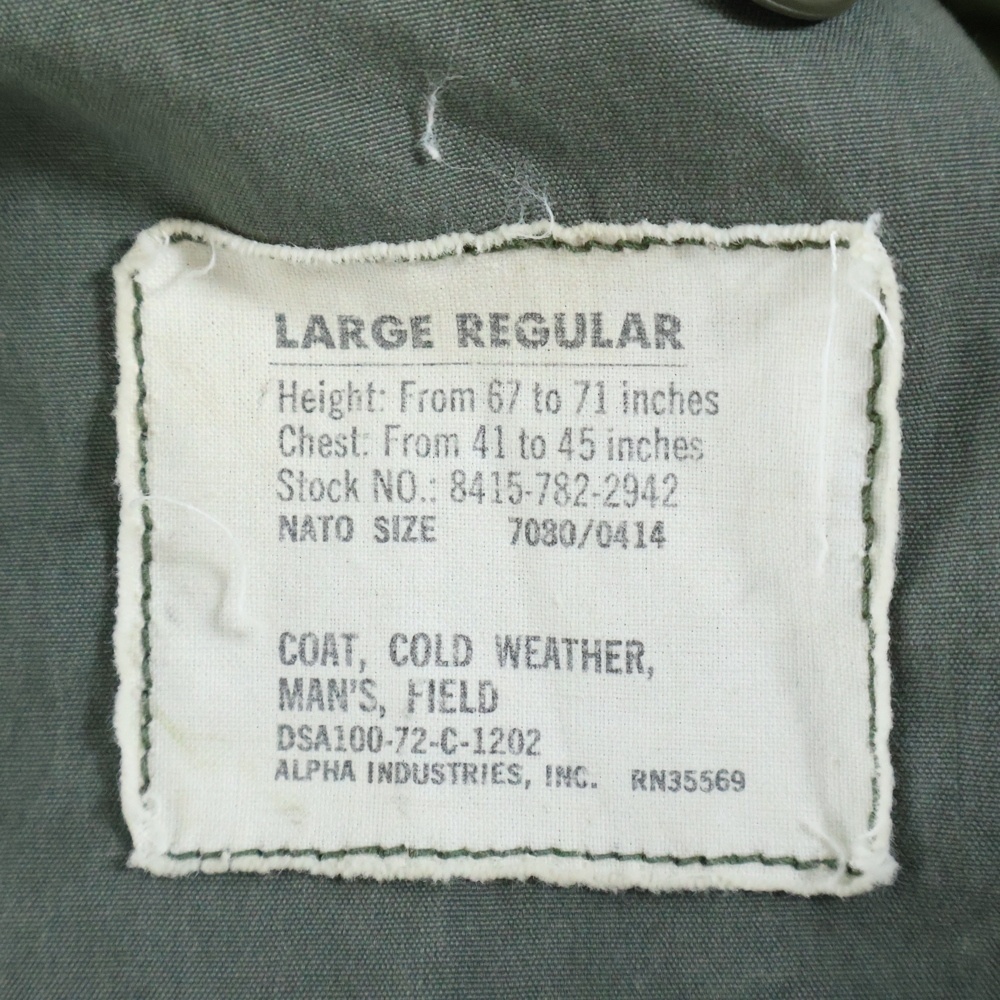 LARGE REGULAR
Height: From 67 to 71 inches
Chest: From 41 to 45 inches
Stock NO.: 8415-782-2942
NATO SIZE 7080/0414
COAT, COLD WEATHER,
MAN'S, FIELD
DSA100-72-C-1202
ALPHA INDUSTRIES, INC. RN35569